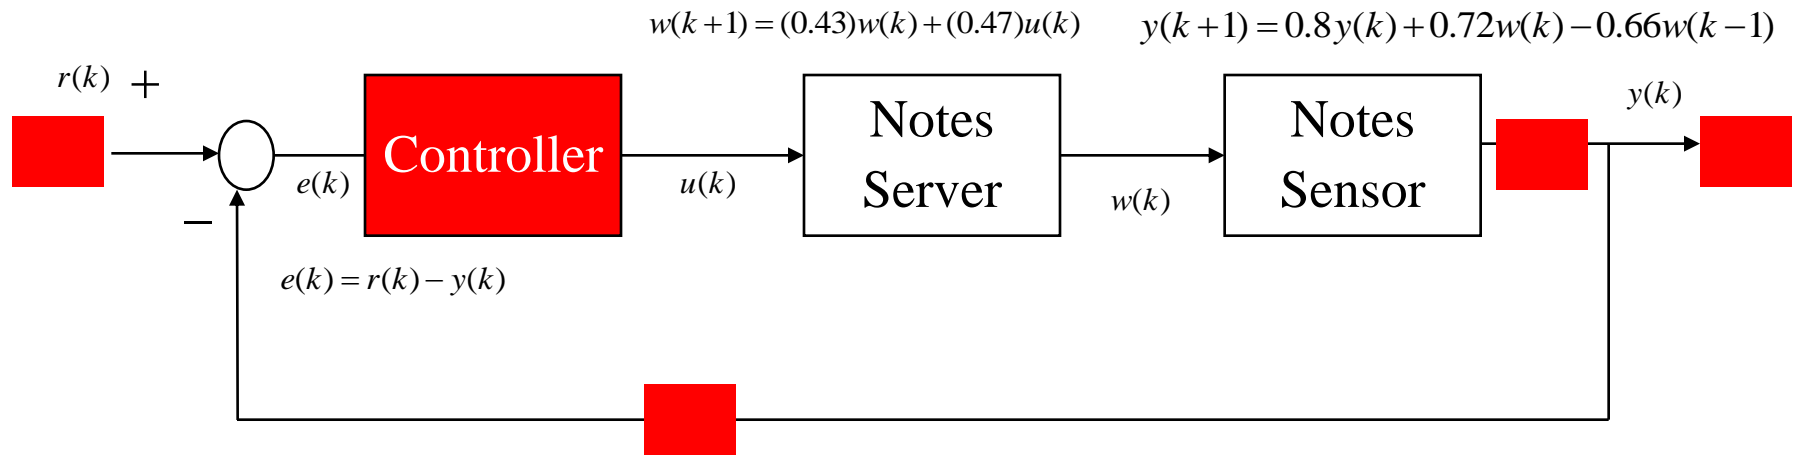 w(k+1) = (0.43)w(k) + (0.47)u(k)
y(k+1) = 0.8y(k) + 0.72w(k) − 0.66w(k−1)
r(k)
+
y(k)
Controller
Notes
Server
Notes
Sensor
e(k)
u(k)
w(k)
−
e(k) = r(k) − y(k)